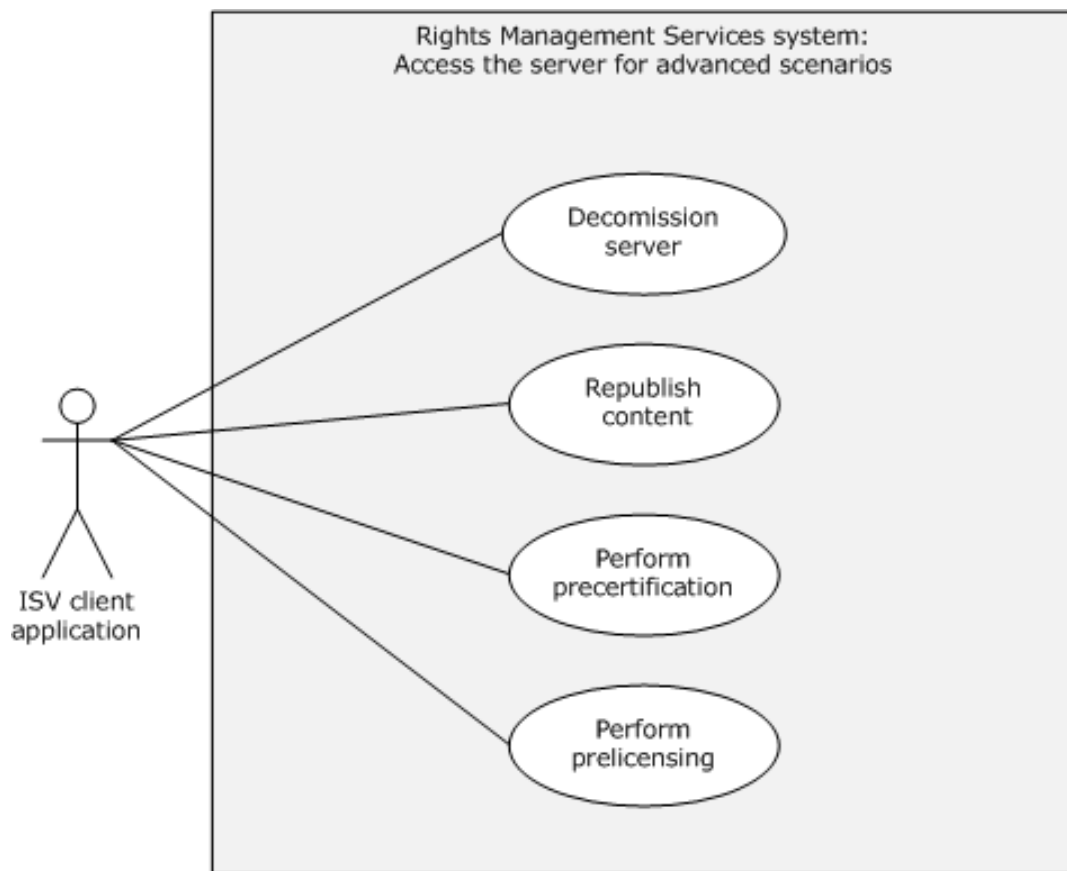 Rights Management Services system:
Access the server for advanced scenarios
Decomission
server
Republish
content
Perform
precertification
Perform
prelicensing
ISV client
application